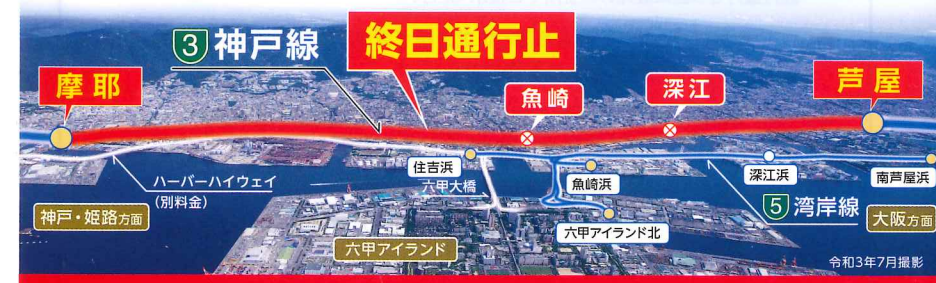 3 神戸線
終日通行止
摩耶
魚崎
深江
芦屋
住吉浜
六甲大橋
魚崎浜
深江浜
南芦屋浜
ハーバーハイウェイ
(別料金)
5 湾岸線
神戸・姫路方面
大阪方面
六甲アイランド北
六甲アイランド
令和3年7月撮影